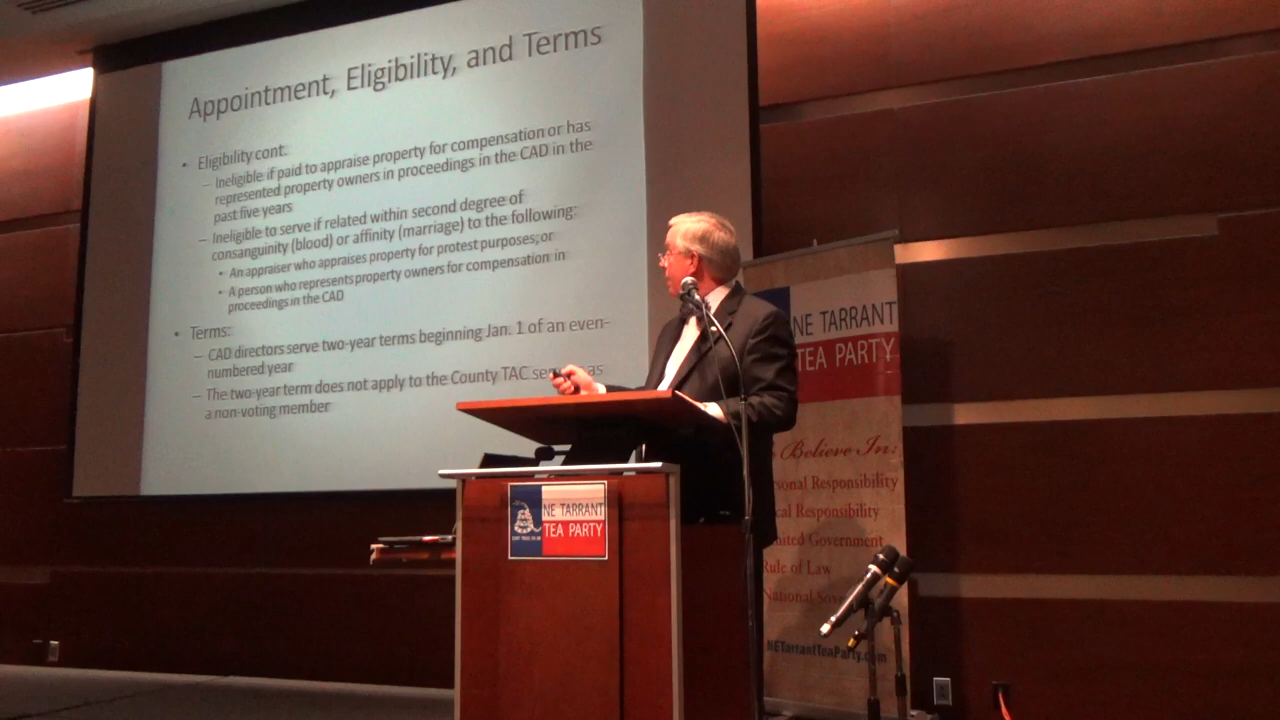 Appointment, Eligibility, and Terms
• Eligibility cont.
– Ineligible if paid to appraise property for compensation or has
represented property owners in proceedings in the CAD in the
past five years
– Ineligible to serve if related within second degree of
consanguinity (blood) or affinity (marriage) to the following:
• An appraiser who appraises property for protest purposes; or
• A person who represents property owners for compensation in
proceedings in the CAD
• Terms:
– CAD directors serve two-year terms beginning Jan. 1 of an even-
numbered year
– The two-year term does not apply to the County TAC as
a non-voting member
NE TARRANT
TEA PARTY
Believe In:
Responsibility
Responsibility
Government
Rule of Law
National
NETarrantTeaParty.com
NE TARRANT
TEA PARTY